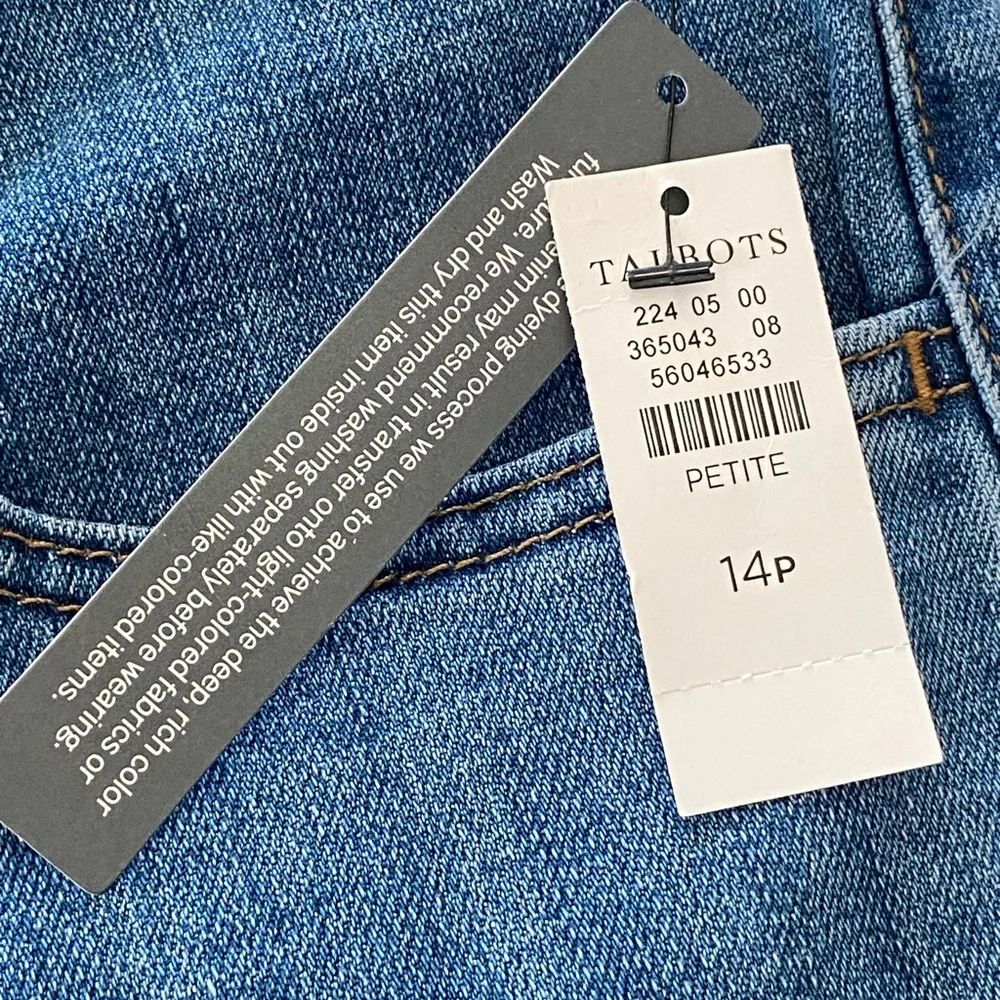 TALBOTS
224 05 00
365043 08
56046533
PETITE
14P
dyeing process we use to achieve the deep, rich color
may result in transfer onto light-colored fabrics or
We recommend washing separately before wearing.
Wash and dry this item inside out with like-colored items.